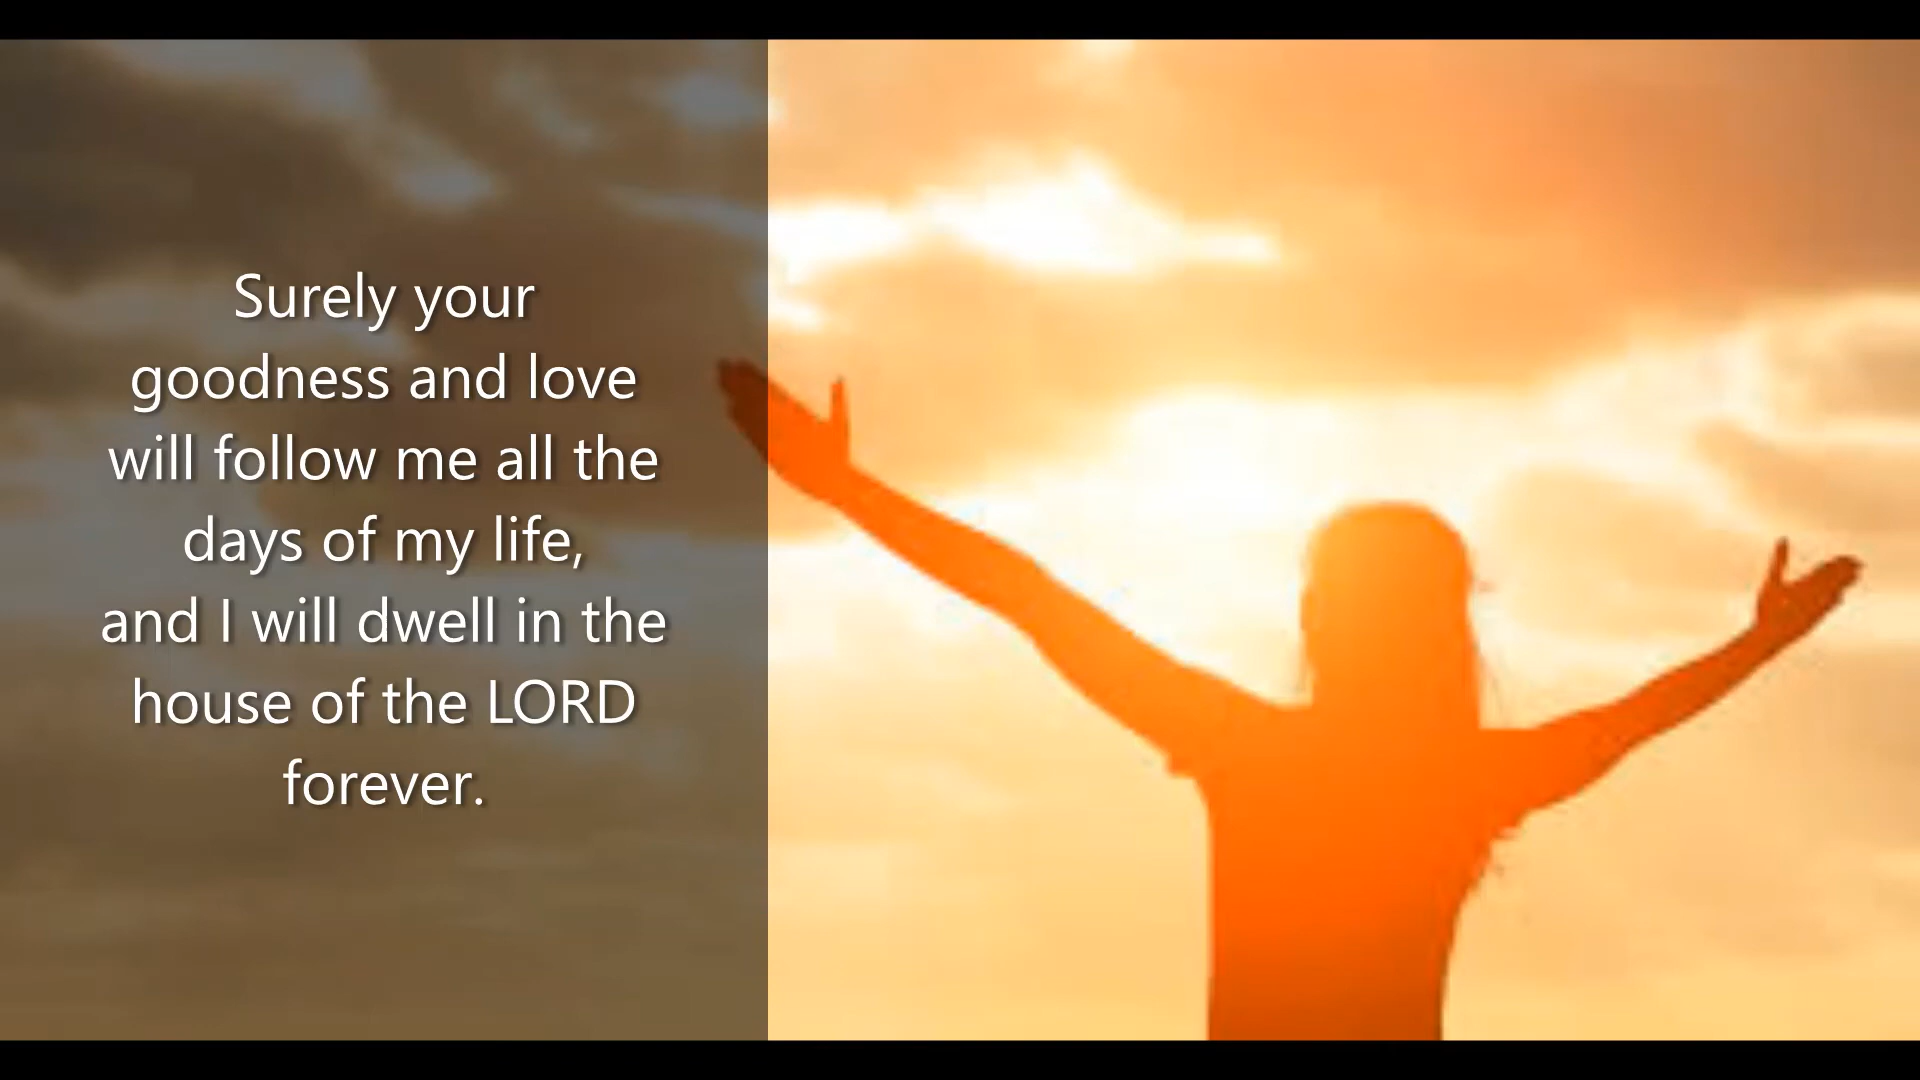 Surely your
goodness and love
will follow me all the
days of my life,
and I will dwell in the
house of the LORD
forever.